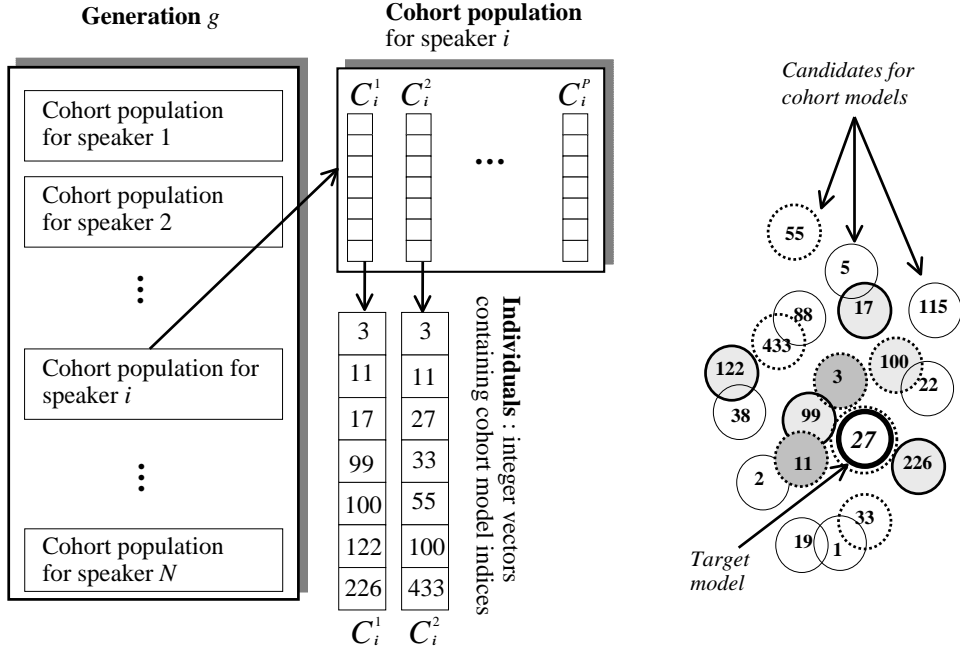 Generation g
Cohort population
for speaker 1
Cohort population
for speaker 2
⋮
Cohort population for
speaker i
⋮
Cohort population
for speaker N
Cohort population
for speaker i
C_i^1 C_i^2 ... C_i^P
3
11
17
99
100
122
226
C_i^1
3
11
27
33
55
100
433
C_i^2
Individuals : integer vectors
containing cohort model indices
Candidates for
cohort models
55
5
17
115
88
433
100
122
3
22
38
99
27
11
226
2
33
19
1
Target
model